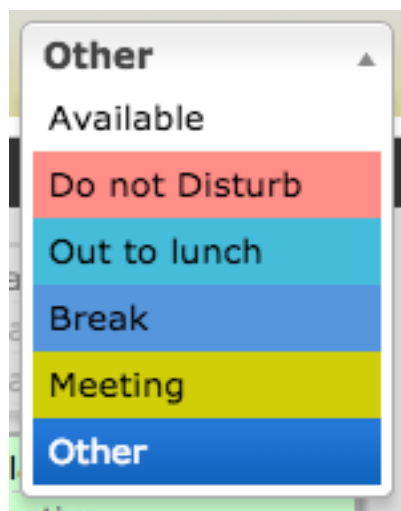 Other
Available
Do not Disturb
Out to lunch
Break
Meeting
Other